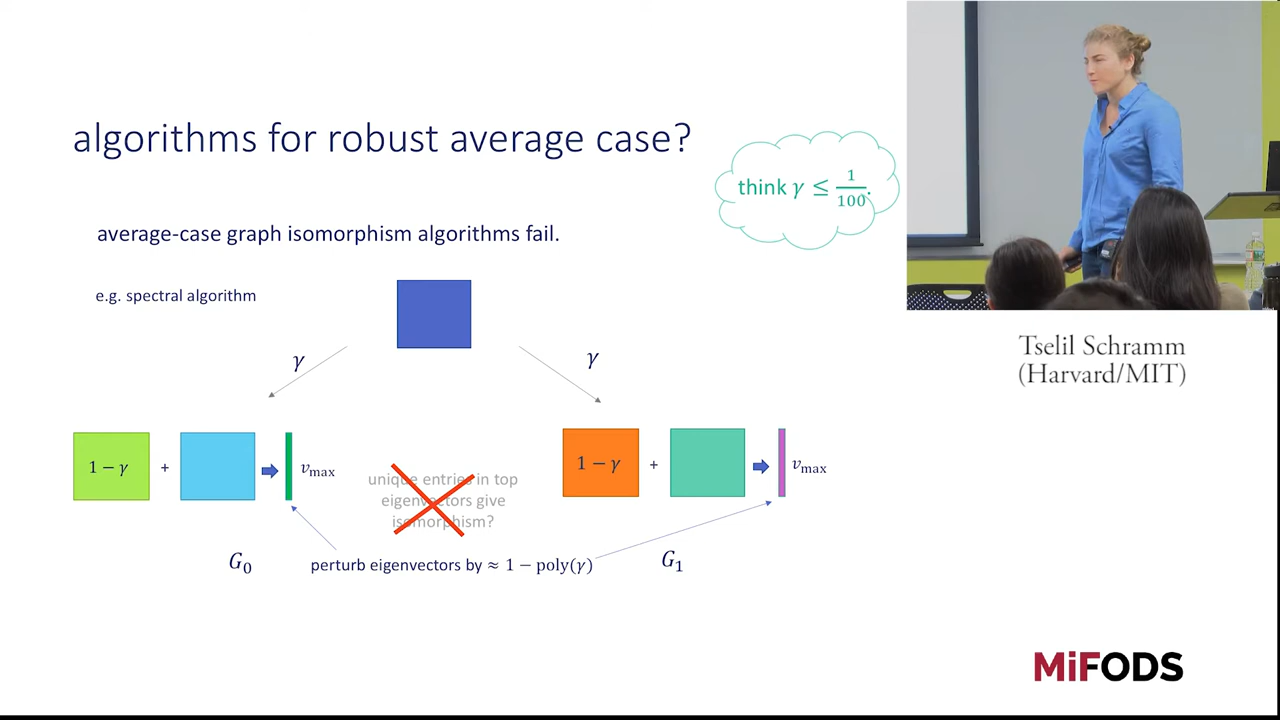 algorithms for robust average case?
think γ ≤ 1/100.
average-case graph isomorphism algorithms fail.
e.g. spectral algorithm
γ
γ
1 − γ + v_max
1 − γ + v_max
unique entries in top
eigenvectors give
isomorphism?
G_0
perturb eigenvectors by ≈ 1 − poly(γ)
G_1
Tselil Schramm
(Harvard/MIT)
MiFODS